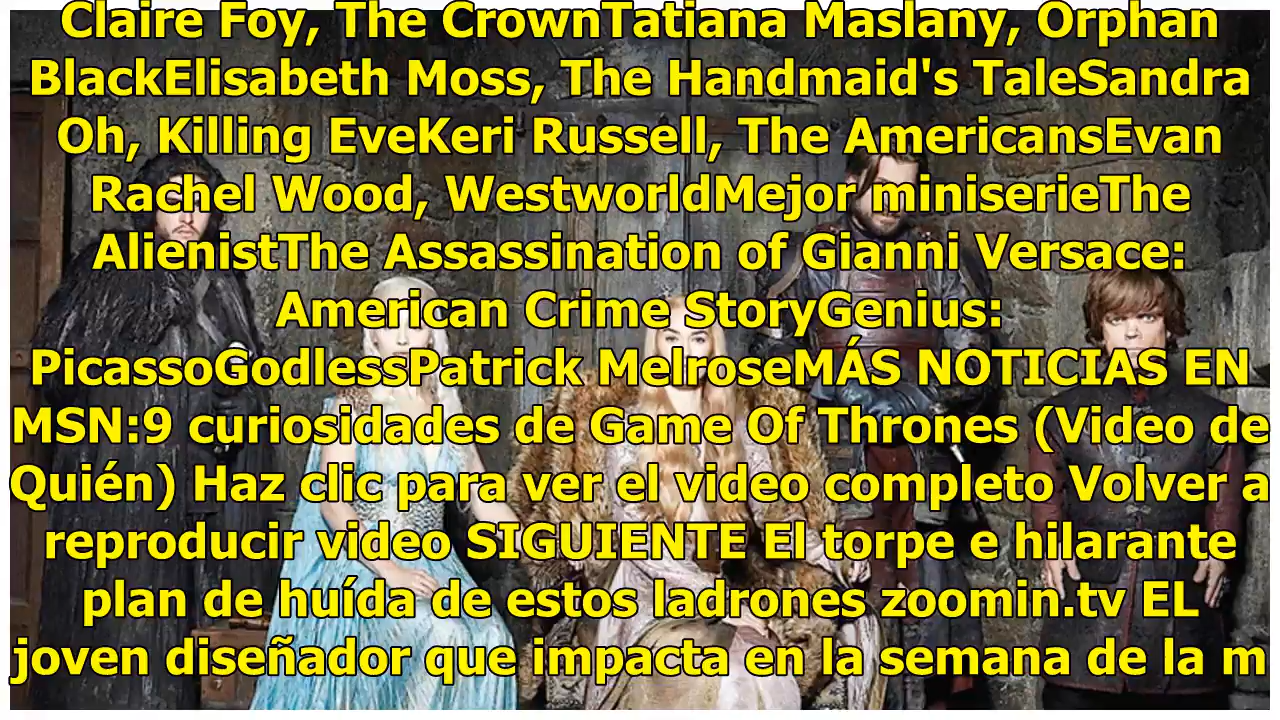 Claire Foy, The CrownTatiana Maslany, Orphan
BlackElisabeth Moss, The Handmaid's TaleSandra
Oh, Killing EveKeri Russell, The AmericansEvan
Rachel Wood, WestworldMejor miniserieThe
AlienistThe Assassination of Gianni Versace:
American Crime StoryGenius:
PicassoGodlessPatrick MelroseMÁS NOTICIAS EN
MSN:9 curiosidades de Game Of Thrones (Video de
Quién) Haz clic para ver el video completo Volver a
reproducir video SIGUIENTE El torpe e hilarante
plan de huída de estos ladrones zoomin.tv EL
joven diseñador que impacta en la semana de la m